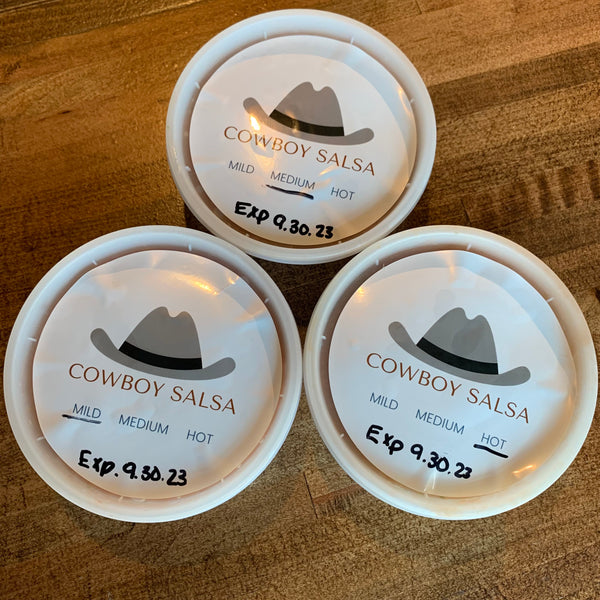 COWBOY SALSA
MILD MEDIUM HOT
Exp 9.30.23
COWBOY SALSA
MILD MEDIUM HOT
Exp. 9.30.23
COWBOY SALSA
MILD MEDIUM HOT
Exp 9.30.23